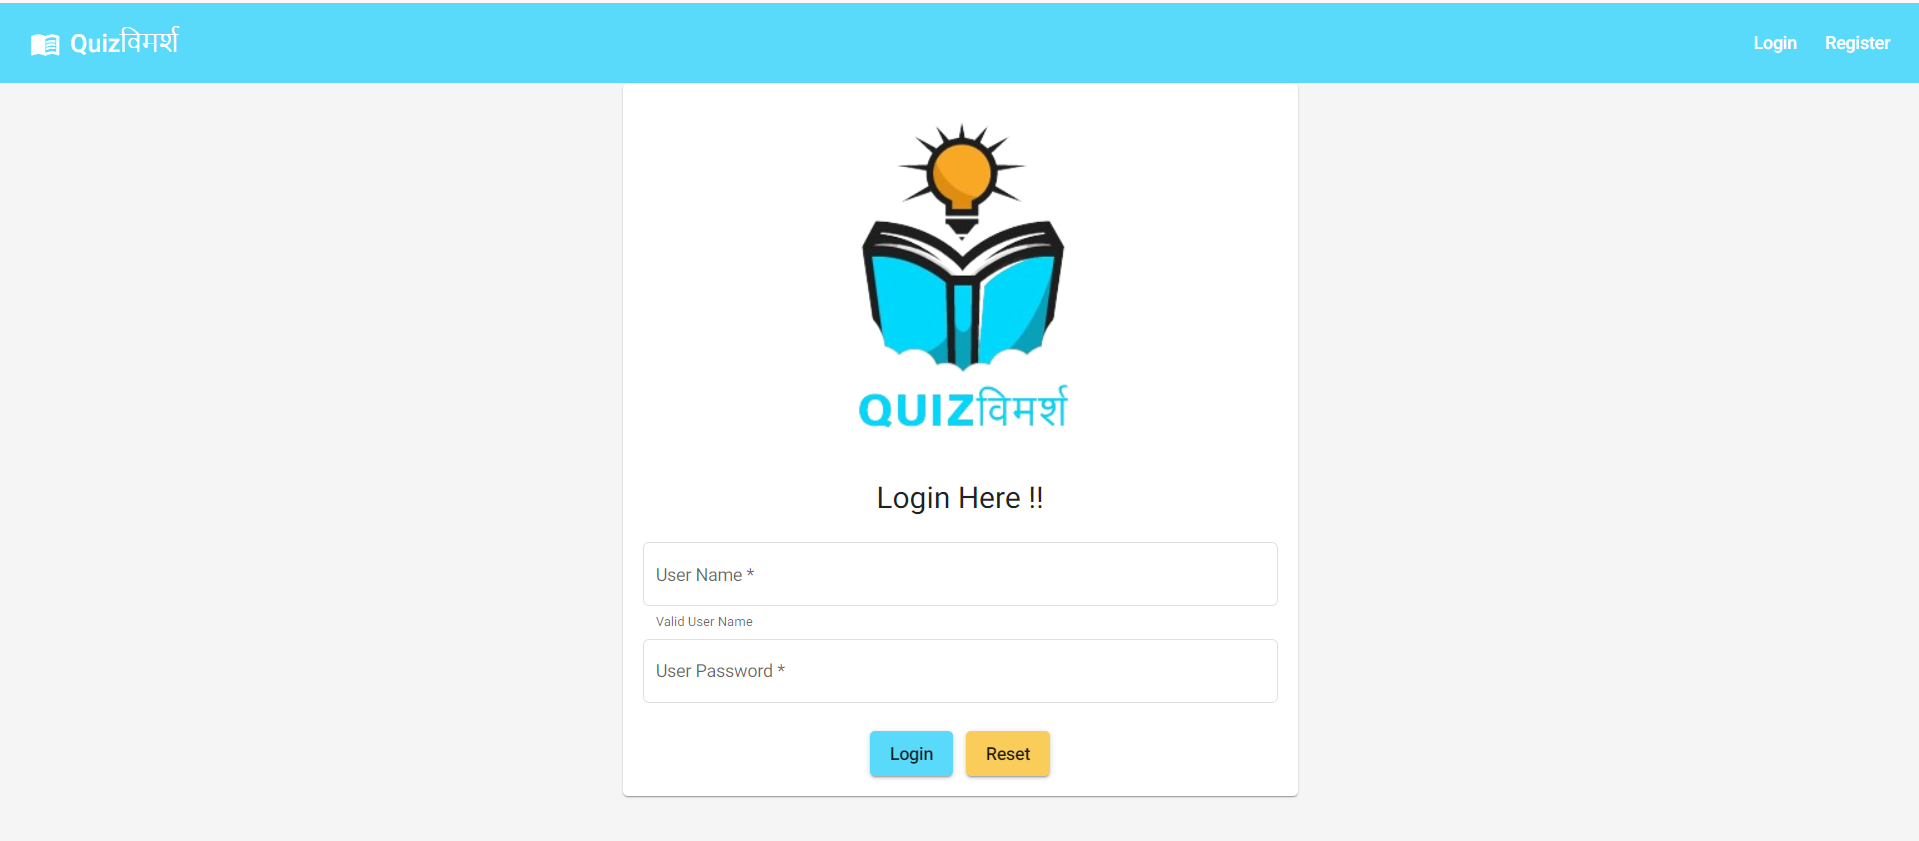 Quizविमर्श
Login Register
QUIZविमर्श
Login Here !!
User Name *
Valid User Name
User Password *
Login Reset